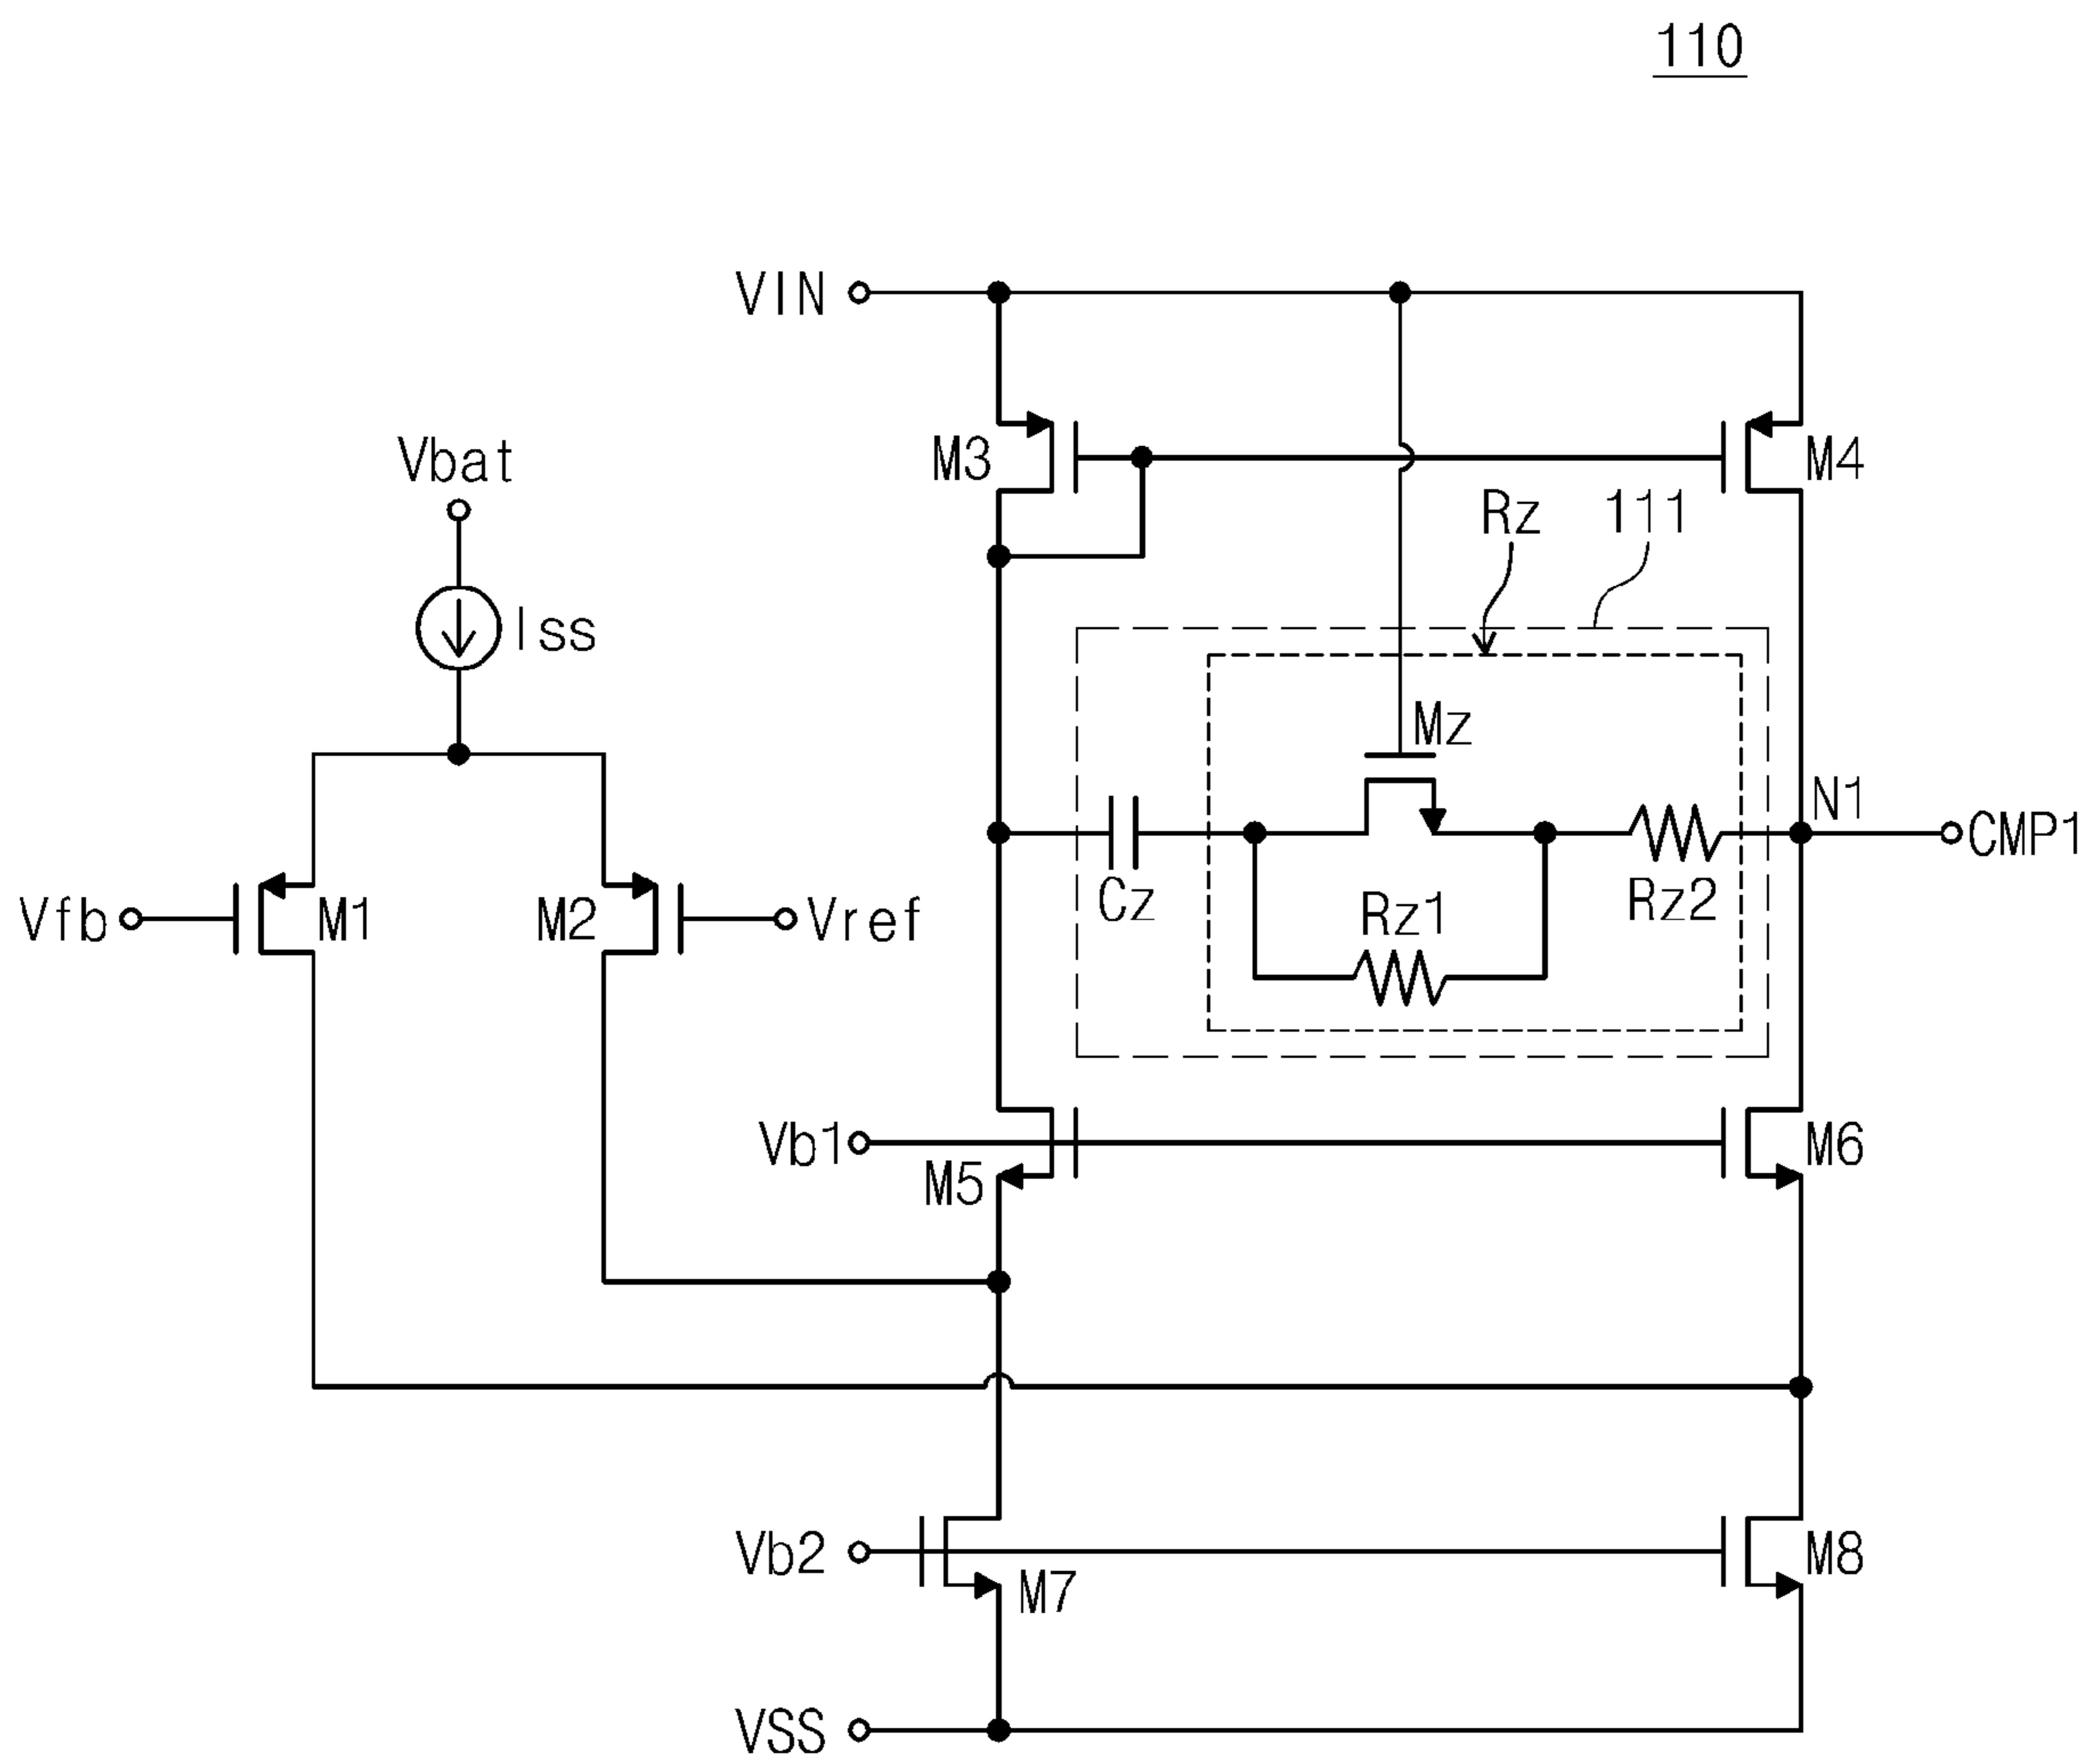 110
VIN
M3
M4
Vbat
Rz
111
Iss
Mz
N1
CMP1
Cz
Rz1
Rz2
Vfb
M1
M2
Vref
Vb1
M5
M6
Vb2
M7
M8
VSS